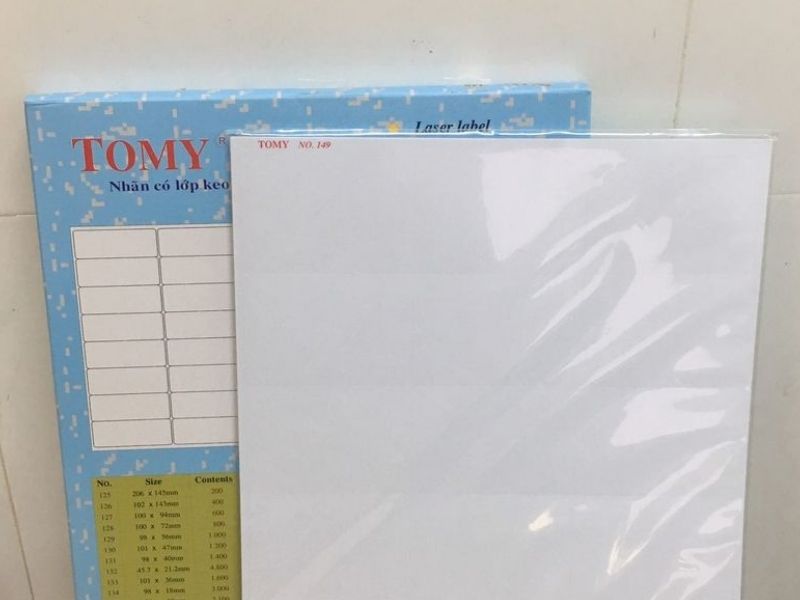 Laser label
TOMY ®
Nhãn có lớp keo
TOMY NO. 149
No. Size Contents
125 206 x 145mm 200
126 102 x 145mm 400
127 100 x 94mm 600
128 100 x 72mm 800
129 98 x 56mm 1.000
130 101 x 47mm 1.200
131 98 x 40mm 1.400
132 45.7 x 21.2mm 4.800
133 101 x 36mm 1.600
134 98 x 18mm 3.000